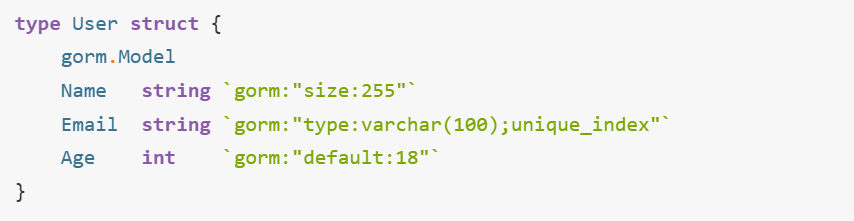 type User struct {
    gorm.Model
    Name   string `gorm:"size:255"`
    Email  string `gorm:"type:varchar(100);unique_index"`
    Age    int    `gorm:"default:18"`
}